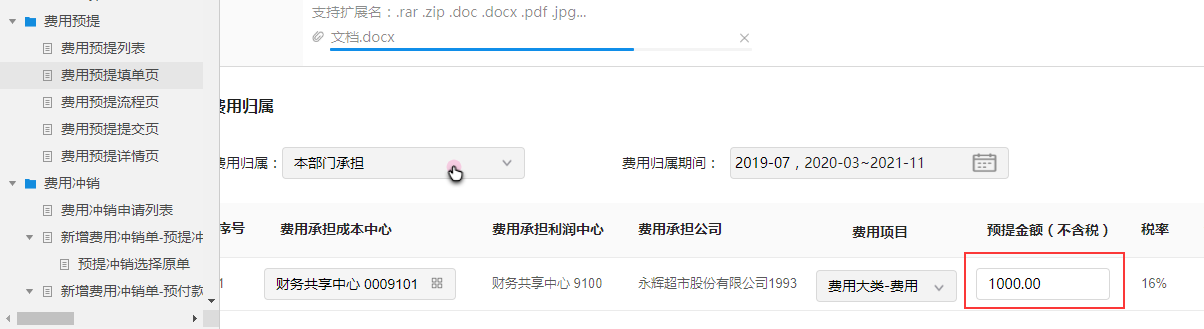 费用预提
费用预提列表
费用预提填单页
费用预提流程页
费用预提提交页
费用预提详情页
费用冲销
费用冲销申请列表
新增费用冲销单-预提冲
预提冲销选择原单
新增费用冲销单-预付款
支持扩展名：.rar .zip .doc .docx .pdf .jpg...
文档.docx
费用归属
费用归属： 本部门承担 费用归属期间： 2019-07，2020-03~2021-11
序号 费用承担成本中心 费用承担利润中心 费用承担公司 费用项目 预提金额（不含税） 税率
1 财务共享中心 0009101 财务共享中心 9100 永辉超市股份有限公司1993 费用大类-费用 1000.00 16%